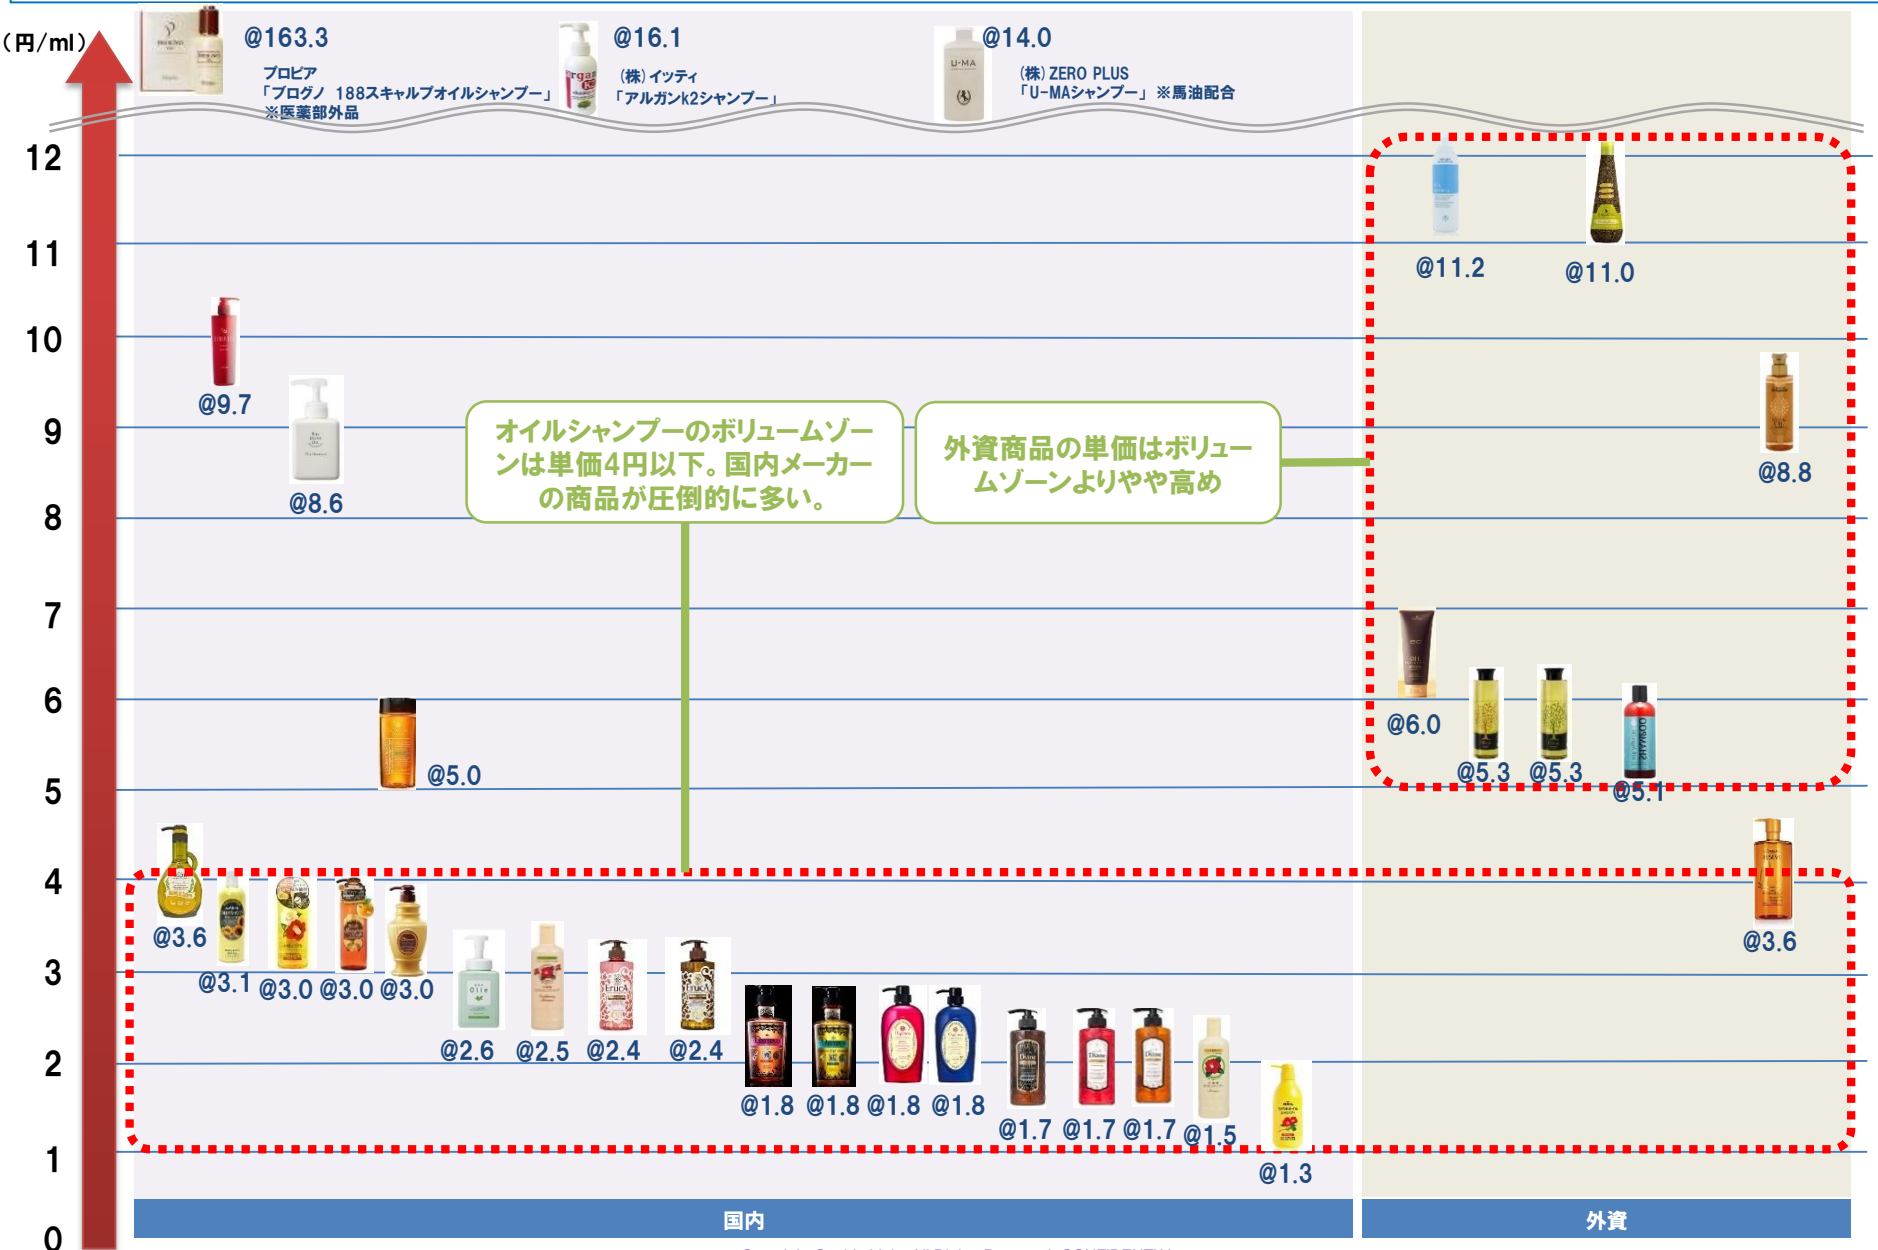 (円/ml)
@163.3
プロピア
「プログノ 188スキャルプオイルシャンプー」
※医薬部外品
@16.1
(株)イッティ
「アルガンk2シャンプー」
@14.0
(株)ZERO PLUS
「U-MAシャンプー」 ※馬油配合
U-MA
12
11
@11.2
@11.0
10
@9.7
9
@8.6
@8.8
オイルシャンプーのボリュームゾー
ンは単価4円以下。国内メーカー
の商品が圧倒的に多い。
外資商品の単価はボリュー
ムゾーンよりやや高め
8
7
6
@6.0
@5.3
@5.3
@5.1
SHAMPOO
@5.0
5
4
@3.6
@3.1
@3.0
@3.0
@3.0
@3.6
3
Olie
ErucA
ErucA
@2.6
@2.5
@2.4
@2.4
2
Diane
Diane
Diane
@1.8
@1.8
@1.8
@1.8
@1.7
@1.7
@1.7
@1.5
1
@1.3
0
国内
外資